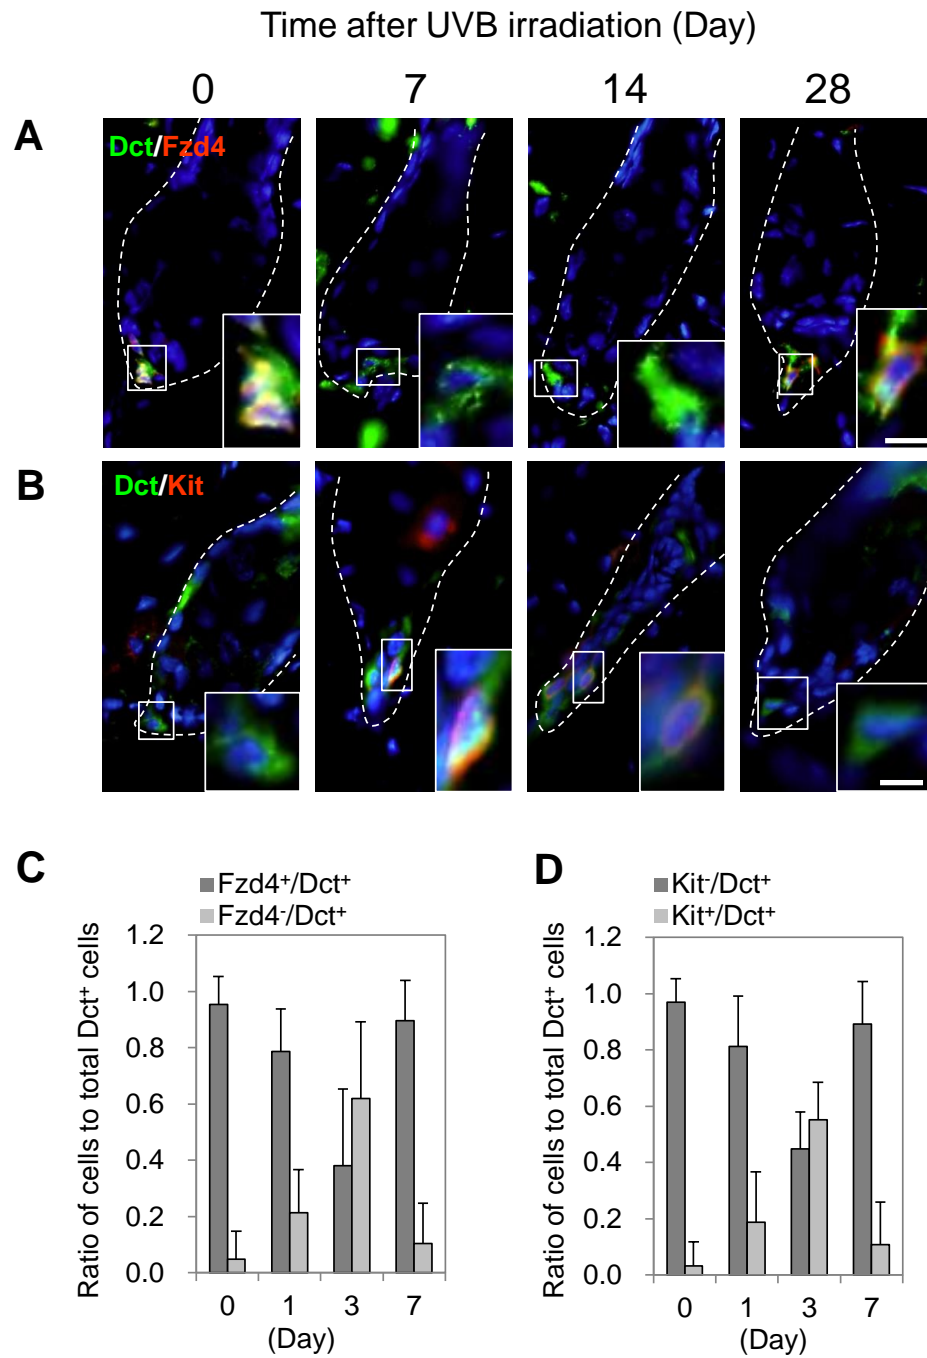 Time after UVB irradiation (Day)
0 7 14 28
A
Dct/Fzd4
B
Dct/Kit
C
Fzd4⁺/Dct⁺
Fzd4⁻/Dct⁺
Ratio of cells to total Dct⁺ cells
1.2
1.0
0.8
0.6
0.4
0.2
0.0
0 1 3 7
(Day)
D
Kit⁻/Dct⁺
Kit⁺/Dct⁺
Ratio of cells to total Dct⁺ cells
1.2
1.0
0.8
0.6
0.4
0.2
0.0
0 1 3 7
(Day)